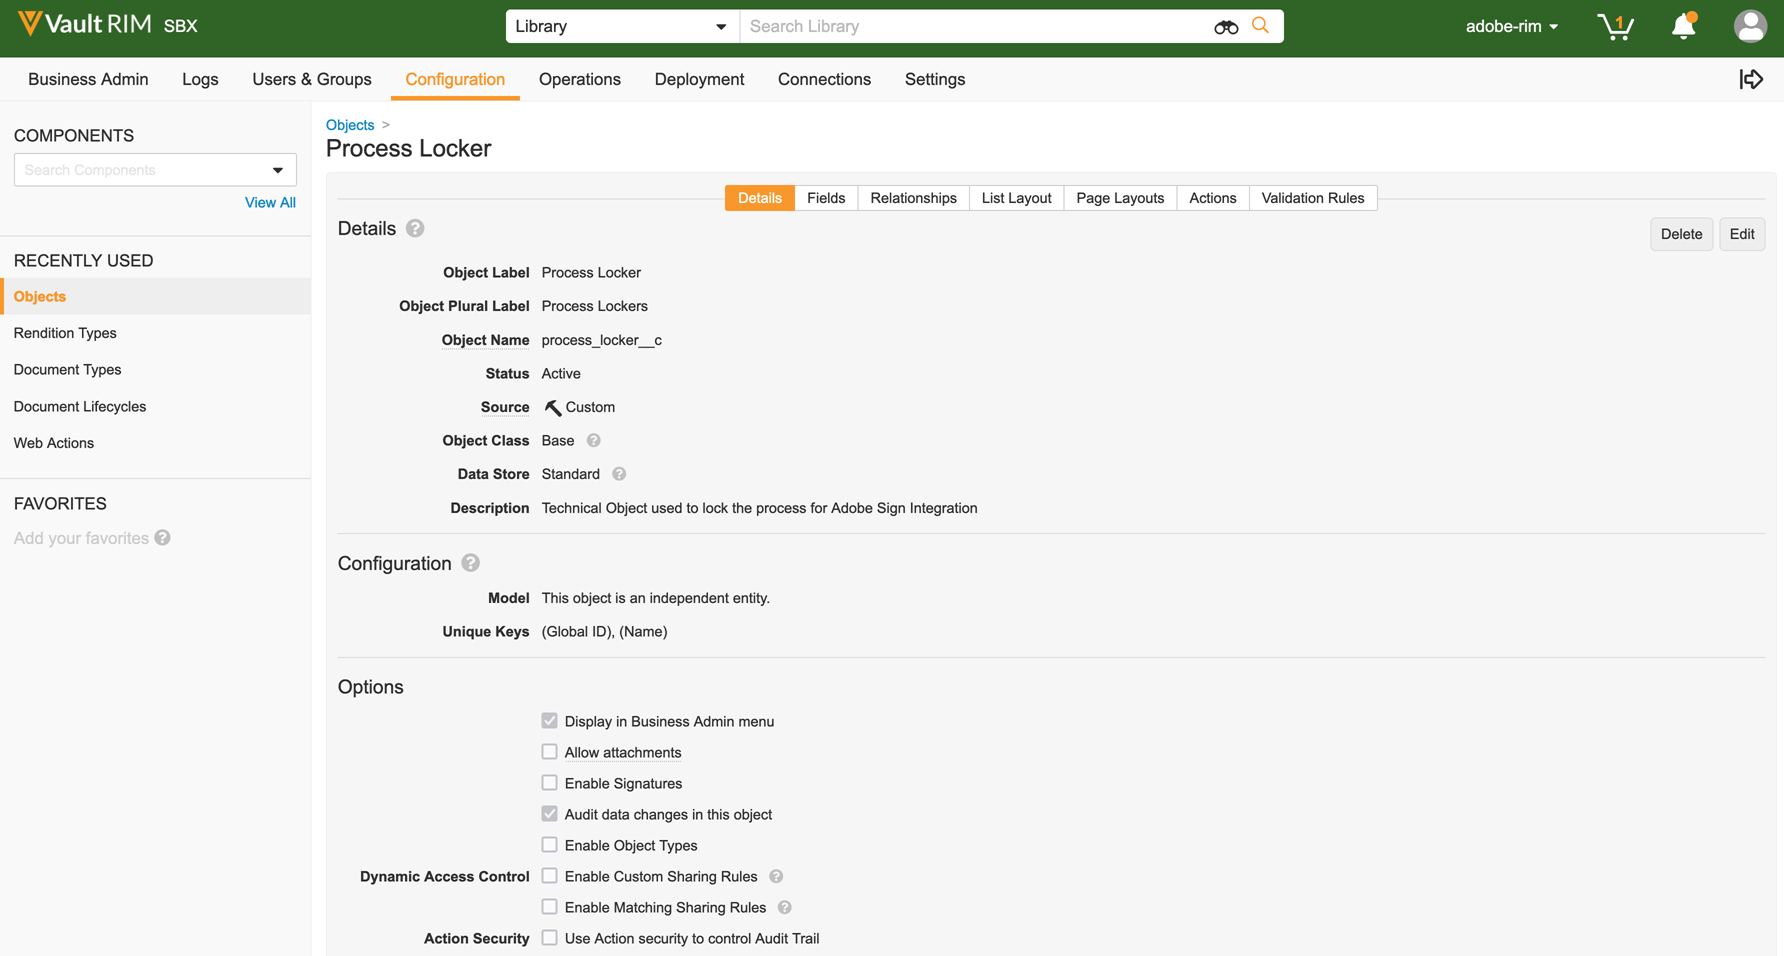 Vault RIM SBX
Library
Search Library
adobe-rim
1
Business Admin Logs Users & Groups Configuration Operations Deployment Connections Settings
COMPONENTS
Search Components
View All
RECENTLY USED
Objects
Rendition Types
Document Types
Document Lifecycles
Web Actions
FAVORITES
Add your favorites ?
Objects >
Process Locker
Details Fields Relationships List Layout Page Layouts Actions Validation Rules
Details ?
Delete Edit
Object Label Process Locker
Object Plural Label Process Lockers
Object Name process_locker__c
Status Active
Source Custom
Object Class Base ?
Data Store Standard ?
Description Technical Object used to lock the process for Adobe Sign Integration
Configuration ?
Model This object is an independent entity.
Unique Keys (Global ID), (Name)
Options
Display in Business Admin menu
Allow attachments
Enable Signatures
Audit data changes in this object
Enable Object Types
Dynamic Access Control Enable Custom Sharing Rules ?
Enable Matching Sharing Rules ?
Action Security Use Action security to control Audit Trail